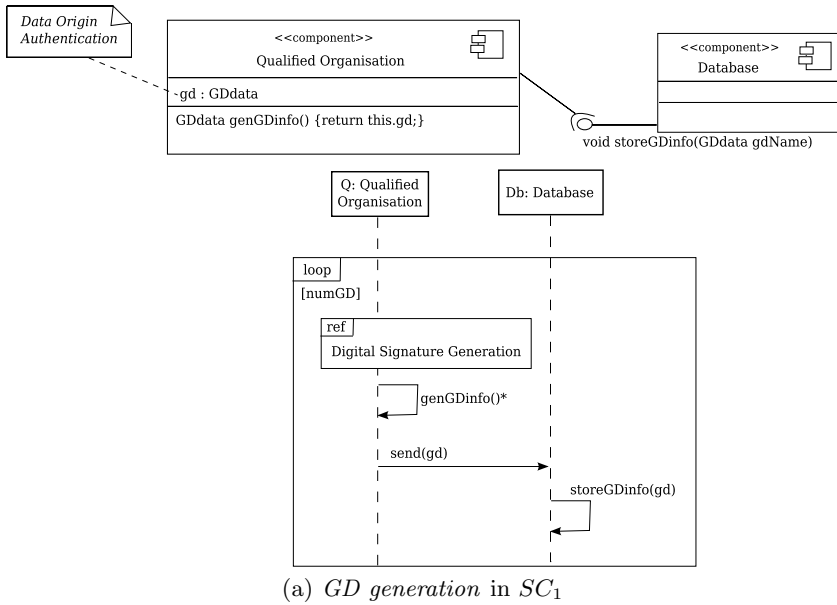 Data Origin
Authentication
<<component>>
Qualified Organisation
gd : GDdata
GDdata genGDinfo() {return this.gd;}
<<component>>
Database
void storeGDinfo(GDdata gdName)
Q: Qualified
Organisation
Db: Database
loop
[numGD]
ref
Digital Signature Generation
genGDinfo()*
send(gd)
storeGDinfo(gd)
(a) GD generation in SC₁